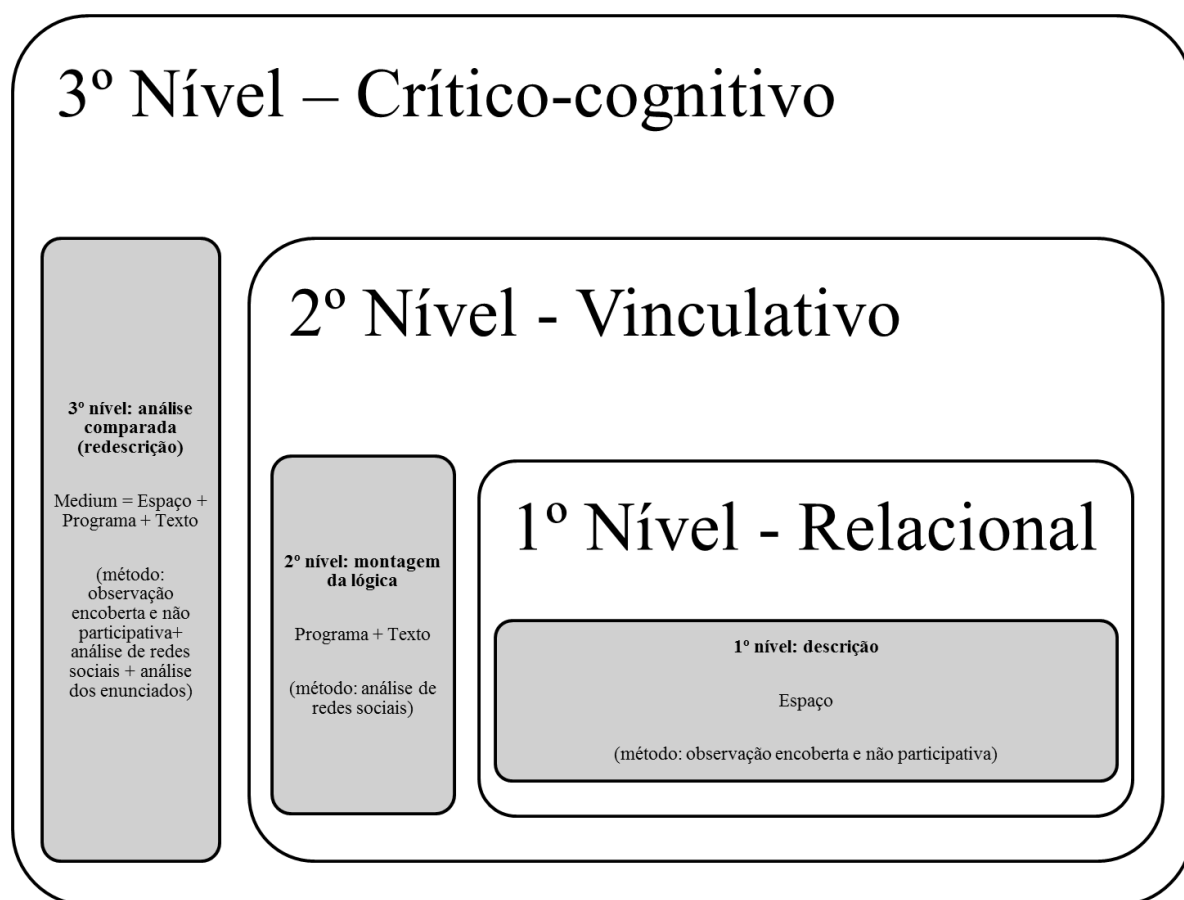 3º Nível – Crítico-cognitivo
2º Nível - Vinculativo
1º Nível - Relacional
3º nível: análise
comparada
(redescrição)
Medium = Espaço +
Programa + Texto
(método:
observação
encoberta e não
participativa+
análise de redes
sociais + análise
dos enunciados)
2º nível: montagem
da lógica
Programa + Texto
(método: análise de
redes sociais)
1º nível: descrição
Espaço
(método: observação encoberta e não participativa)